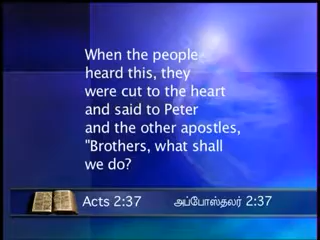 When the people
heard this, they
were cut to the heart
and said to Peter
and the other apostles,
"Brothers, what shall
we do?
Acts 2:37 அப்போஸ்தலர் 2:37